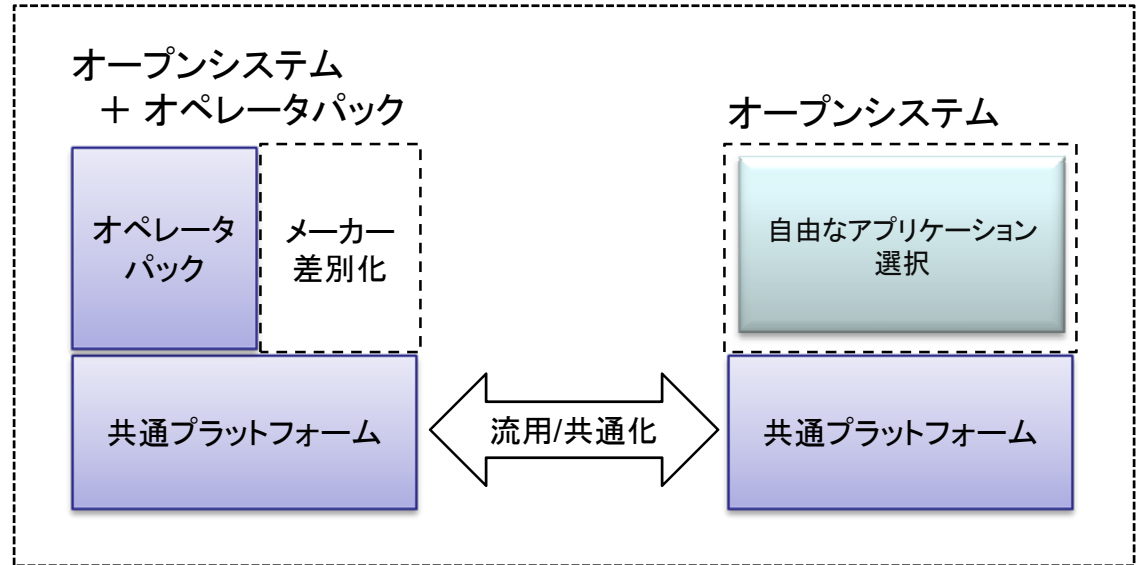 オープンシステム
＋ オペレータパック
オープンシステム
オペレータ
パック
メーカー
差別化
自由なアプリケーション
選択
共通プラットフォーム
流用/共通化
共通プラットフォーム